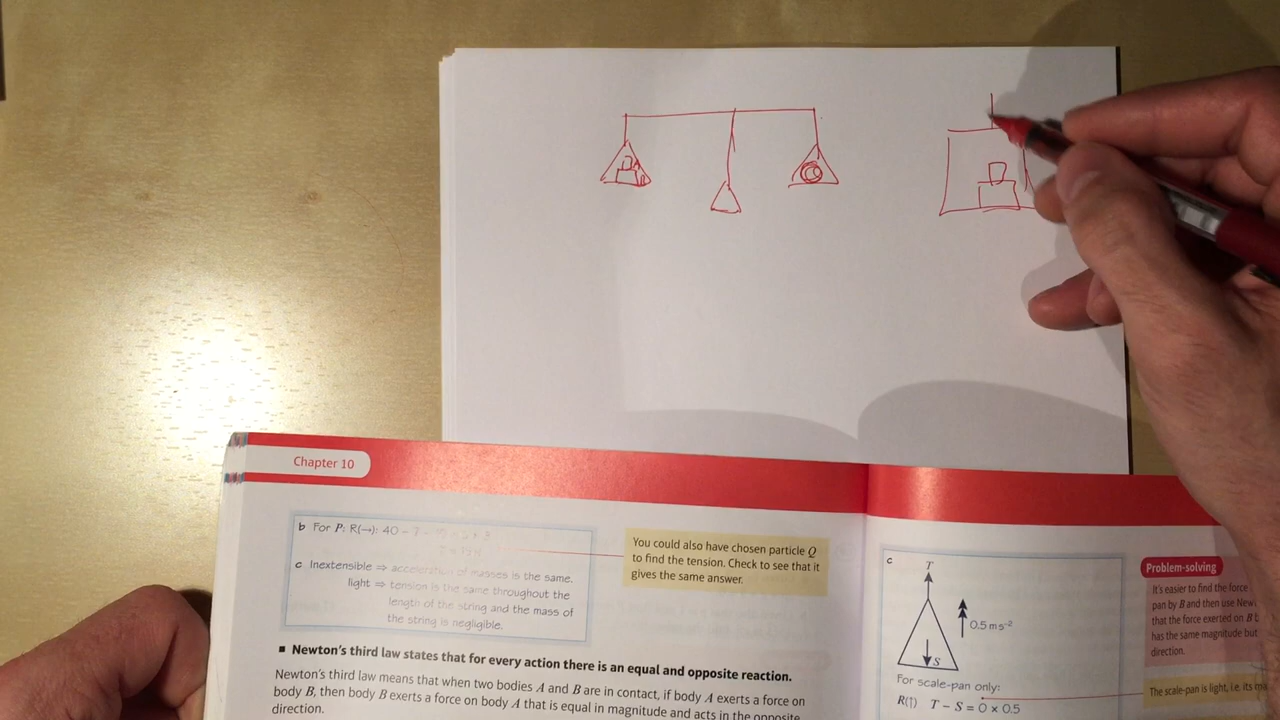 Chapter 10
b For P: R(→): 40 – T –
c Inextensible ⇒ acceleration of masses is the same.
light ⇒ tension is the same throughout the
length of the string and the mass of
the string is negligible.
You could also have chosen particle Q
to find the tension. Check to see that it
gives the same answer.
▪ Newton's third law states that for every action there is an equal and opposite reaction.
Newton's third law means that when two bodies A and B are in contact, if body A exerts a force on
body B, then body B exerts a force on body A that is equal in magnitude and acts in the opposite
direction.
c
T
0.5 m s⁻²
S
For scale-pan only:
R(↑) T – S = 0 × 0.5
Problem-solving
It's easier to find the force
pan by B and then use New
that the force exerted on B
has the same magnitude but
direction.
The scale-pan is light, i.e. its